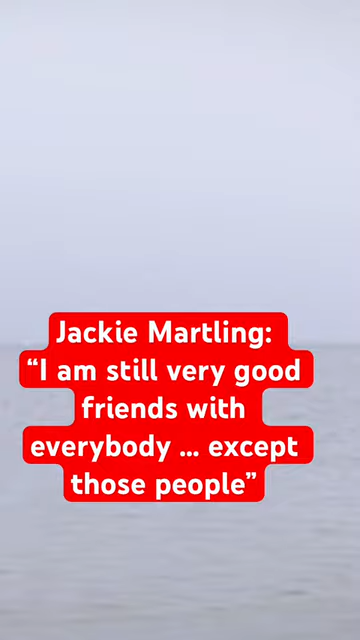 Jackie Martling:
“I am still very good
friends with
everybody ... except
those people”